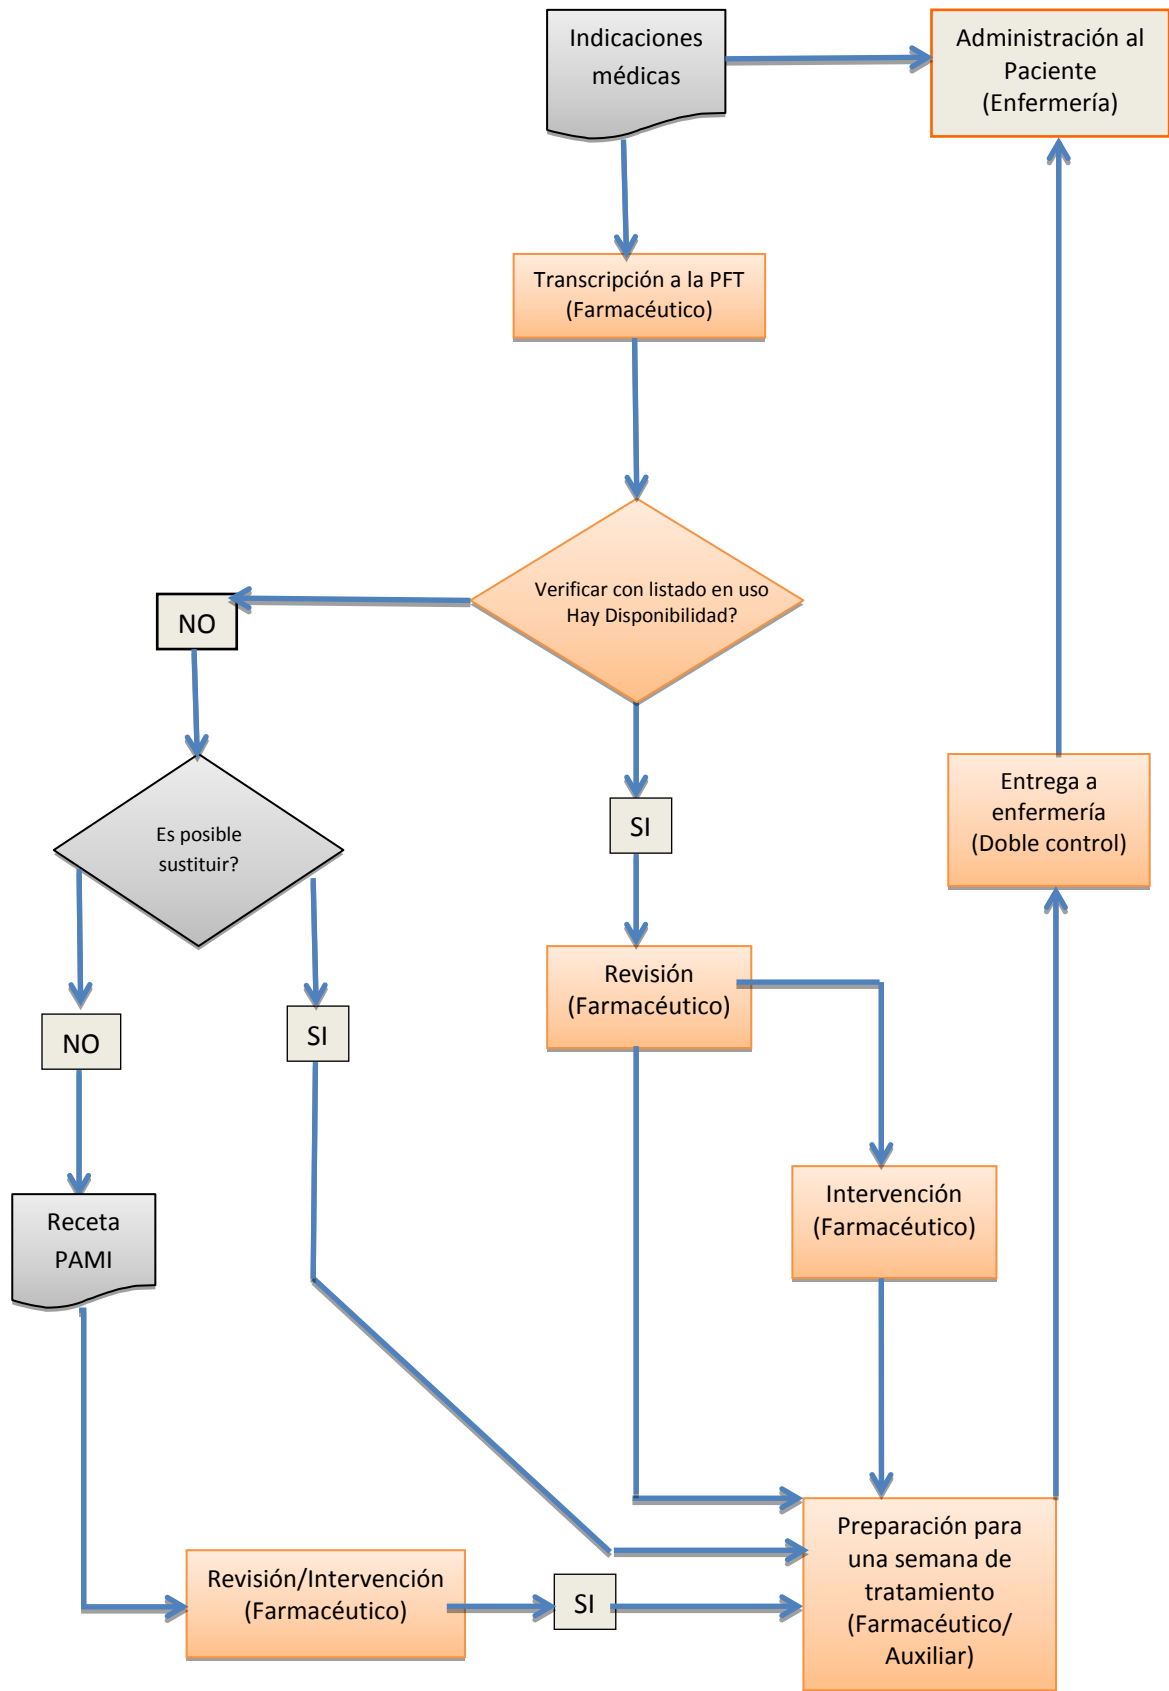 Indicaciones
médicas
Administración al
Paciente
(Enfermería)
Transcripción a la PFT
(Farmacéutico)
Verificar con listado en uso
Hay Disponibilidad?
NO
Es posible
sustituir?
SI
Entrega a
enfermería
(Doble control)
Revisión
(Farmacéutico)
NO
SI
Intervención
(Farmacéutico)
Receta
PAMI
Preparación para
una semana de
tratamiento
(Farmacéutico/
Auxiliar)
Revisión/Intervención
(Farmacéutico)
SI